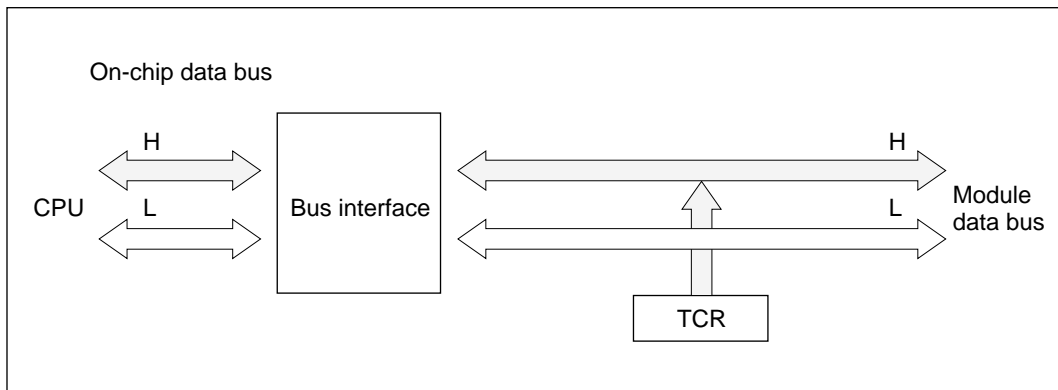 On-chip data bus
H
H
CPU
L
Bus interface
L
Module
data bus
TCR